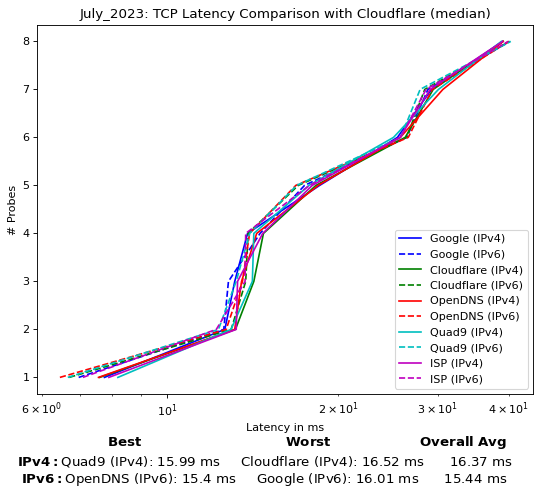 July_2023: TCP Latency Comparison with Cloudflare (median)
8
7
6
5
4
3
2
1
# Probes
Google (IPv4)
Google (IPv6)
Cloudflare (IPv4)
Cloudflare (IPv6)
OpenDNS (IPv4)
OpenDNS (IPv6)
Quad9 (IPv4)
Quad9 (IPv6)
ISP (IPv4)
ISP (IPv6)
6 × 10⁰ 10¹ 2 × 10¹ 3 × 10¹ 4 × 10¹
Latency in ms
Best Worst Overall Avg
IPv4: Quad9 (IPv4): 15.99 ms Cloudflare (IPv4): 16.52 ms 16.37 ms
IPv6: OpenDNS (IPv6): 15.4 ms Google (IPv6): 16.01 ms 15.44 ms